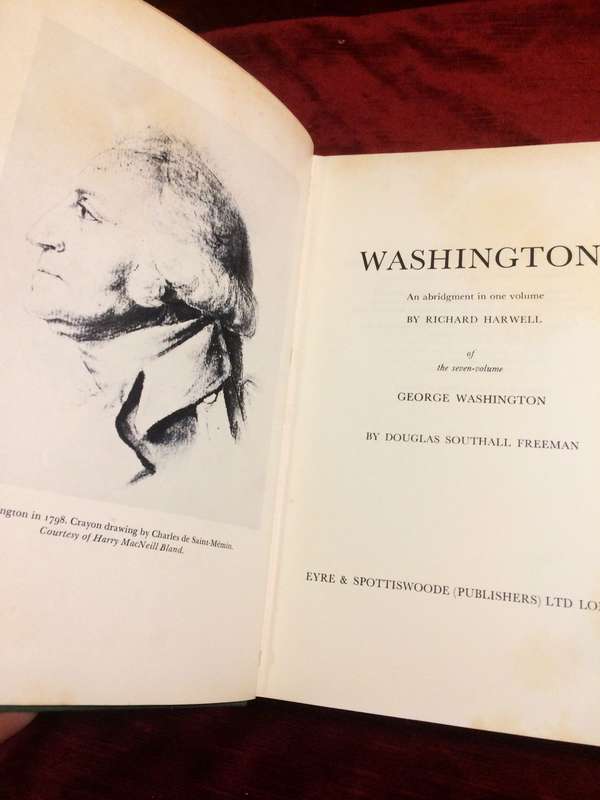 ngton in 1798. Crayon drawing by Charles de Saint-Mémin.
Courtesy of Harry MacNeill Bland.
WASHINGTON
An abridgment in one volume
BY RICHARD HARWELL
of
the seven-volume
GEORGE WASHINGTON
BY DOUGLAS SOUTHALL FREEMAN
EYRE & SPOTTISWOODE (PUBLISHERS) LTD LON